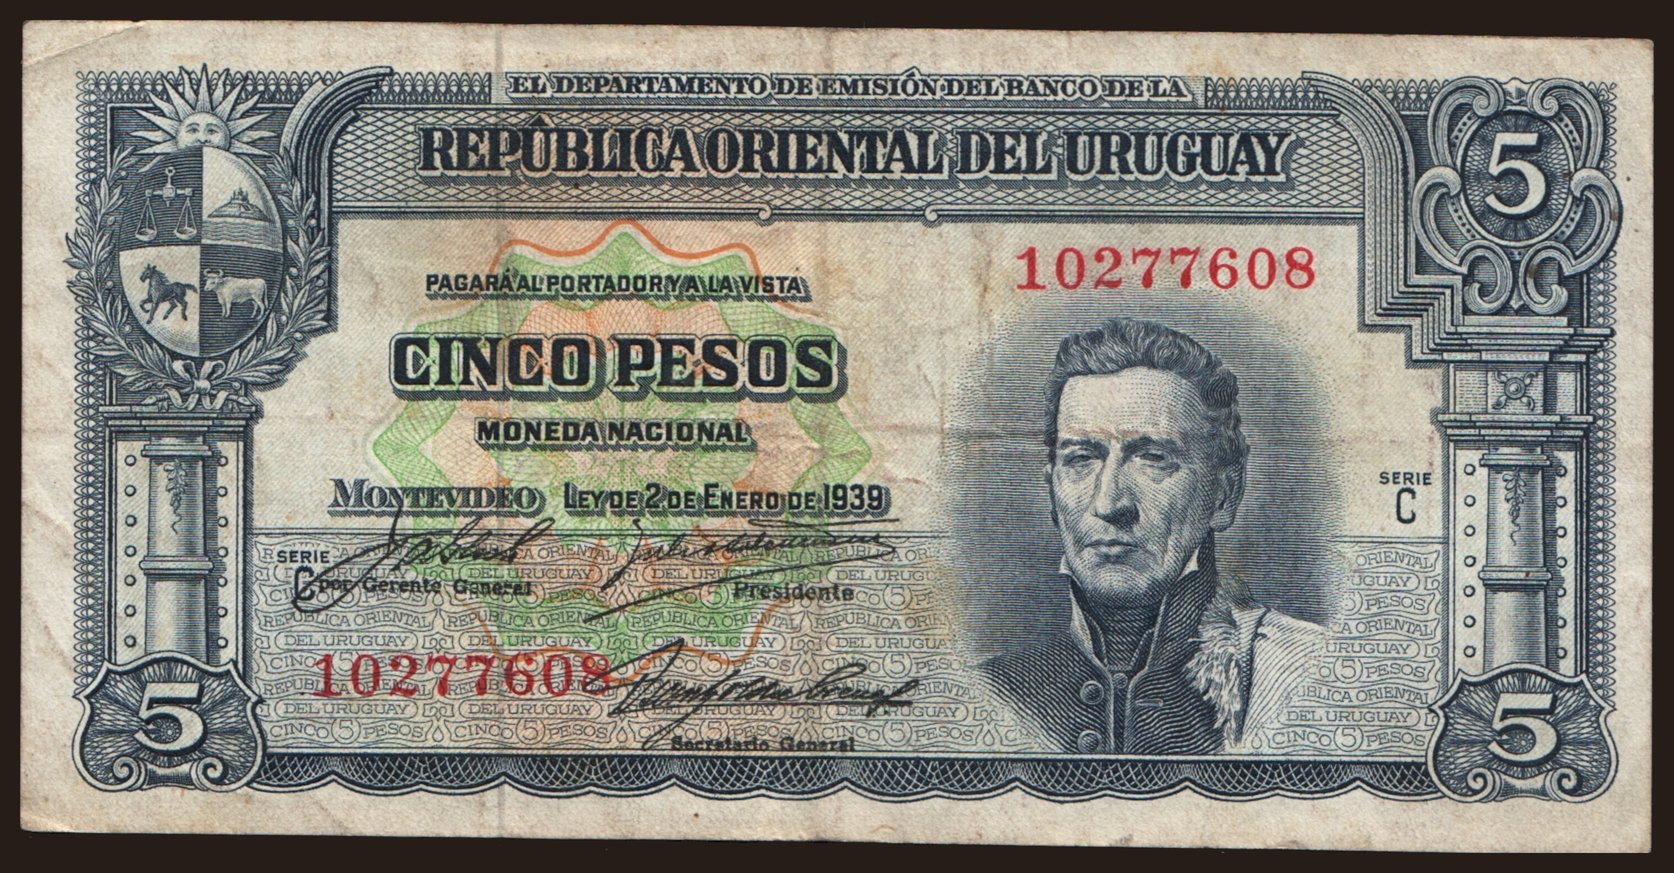 EL DEPARTAMENTO DE EMISIÓN DEL BANCO DE LA
REPÚBLICA ORIENTAL DEL URUGUAY
5
10277608
PAGARÁ AL PORTADOR Y A LA VISTA
CINCO PESOS
MONEDA NACIONAL
MONTEVIDEO LEY DE 2 DE ENERO DE 1939
SERIE
C
SERIE
C
por Gerente General
Presidente
10277608
Secretario General
5
5